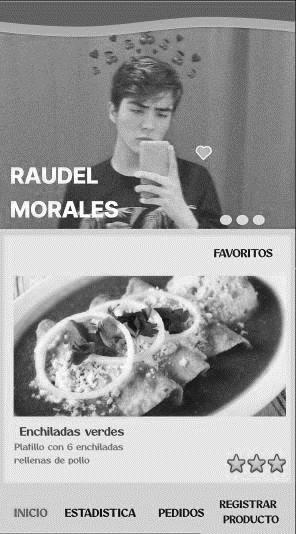 RAUDEL
MORALES
FAVORITOS
Enchiladas verdes
Platillo con 6 enchiladas
rellenas de pollo
INICIO ESTADISTICA PEDIDOS REGISTRAR PRODUCTO